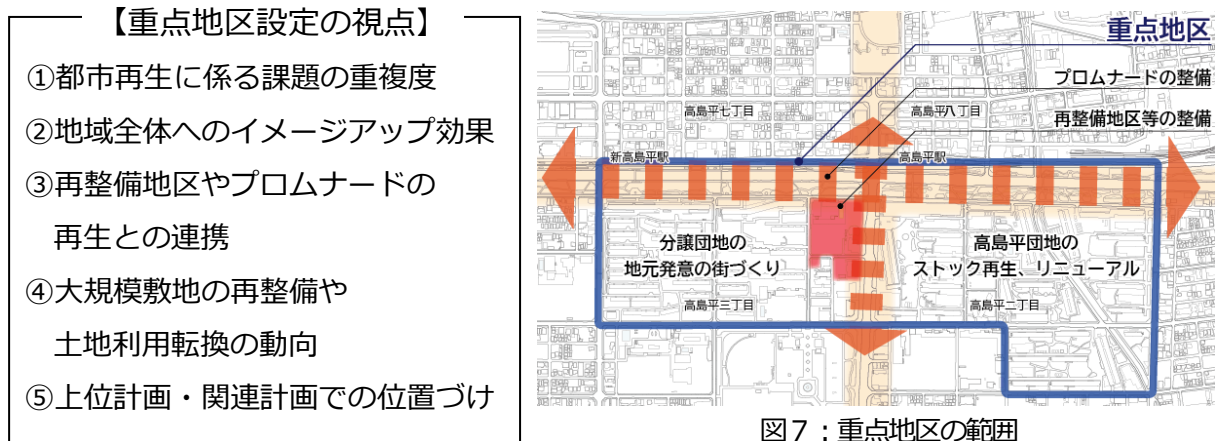 【重点地区設定の視点】
①都市再生に係る課題の重複度
②地域全体へのイメージアップ効果
③再整備地区やプロムナードの
再生との連携
④大規模敷地の再整備や
土地利用転換の動向
⑤上位計画・関連計画での位置づけ
重点地区
プロムナードの整備
高島平七丁目
高島平八丁目
再整備地区等の整備
新高島平駅
高島平駅
分譲団地の
地元発意の街づくり
高島平団地の
ストック再生、リニューアル
高島平三丁目
高島平二丁目
図7：重点地区の範囲